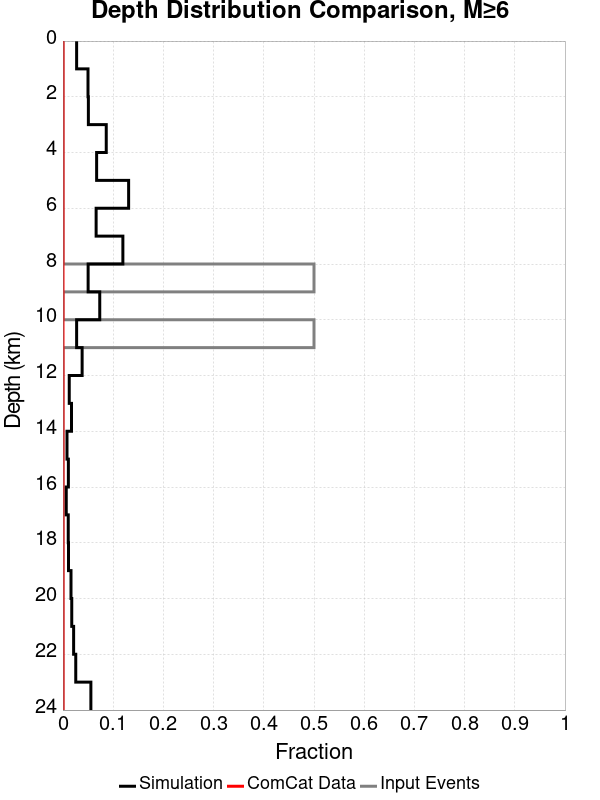 Depth Distribution Comparison, M≥6
0
2
4
6
8
10
12
14
16
18
20
22
24
Depth (km)
0 0.1 0.2 0.3 0.4 0.5 0.6 0.7 0.8 0.9 1
Fraction
Simulation ComCat Data Input Events